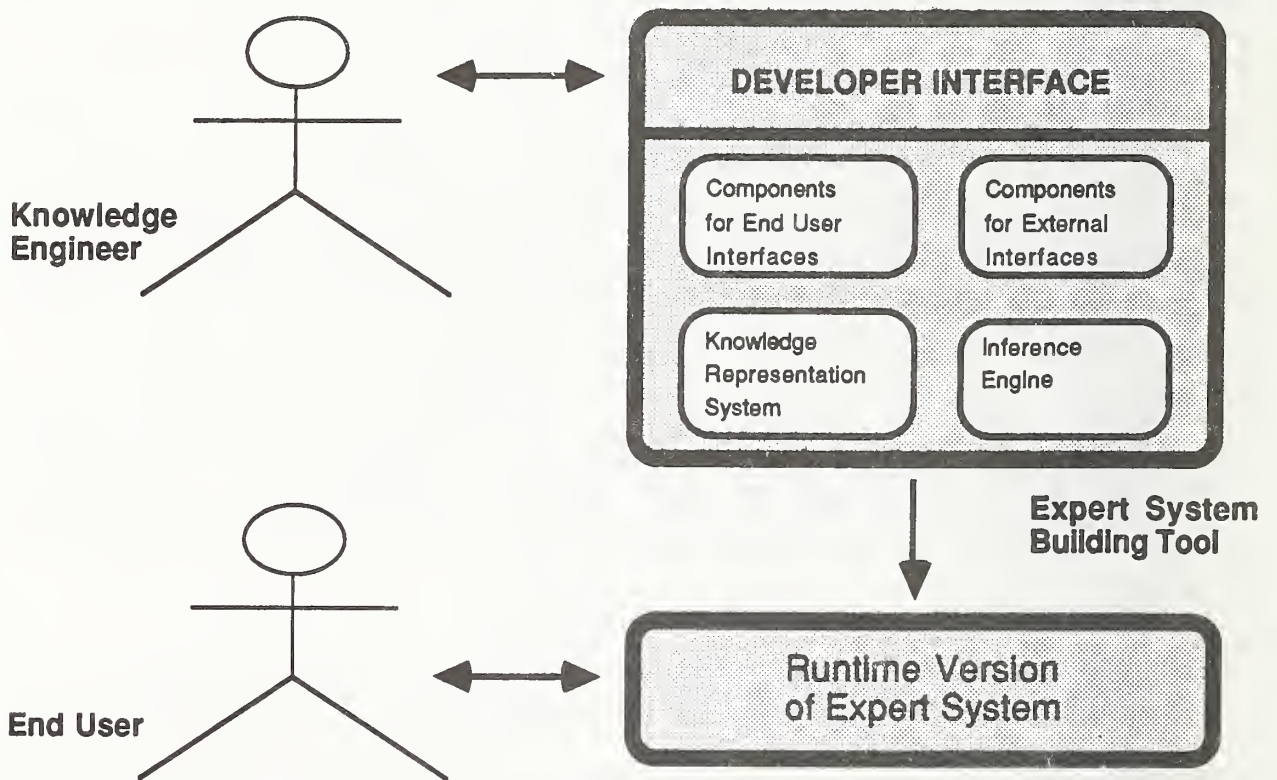 DEVELOPER INTERFACE
Components
for End User
Interfaces
Components
for External
Interfaces
Knowledge
Engineer
Knowledge
Representation
System
Inference
Engine
Expert System
Building Tool
Runtime Version
of Expert System
End User